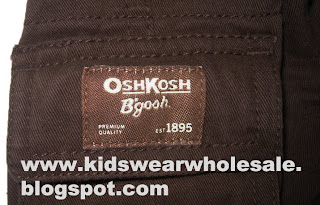 OSHKOSH
B'gosh.
PREMIUM
QUALITY EST 1895
www.kidswearwholesale.
blogspot.com